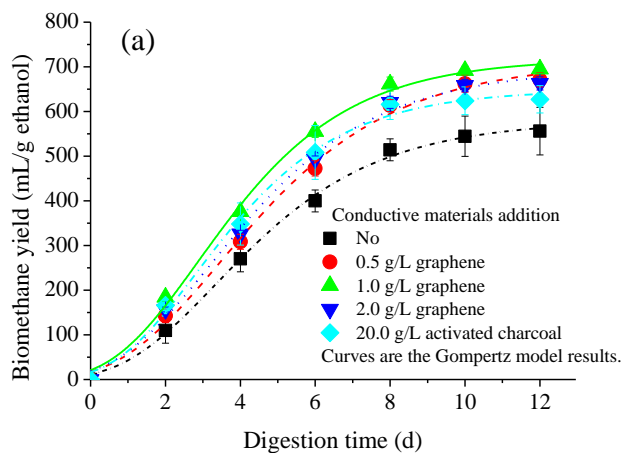 (a)
800
700
600
500
400
300
200
100
0
Biomethane yield (mL/g ethanol)
Conductive materials addition
No
0.5 g/L graphene
1.0 g/L graphene
2.0 g/L graphene
20.0 g/L activated charcoal
Curves are the Gompertz model results.
0 2 4 6 8 10 12
Digestion time (d)